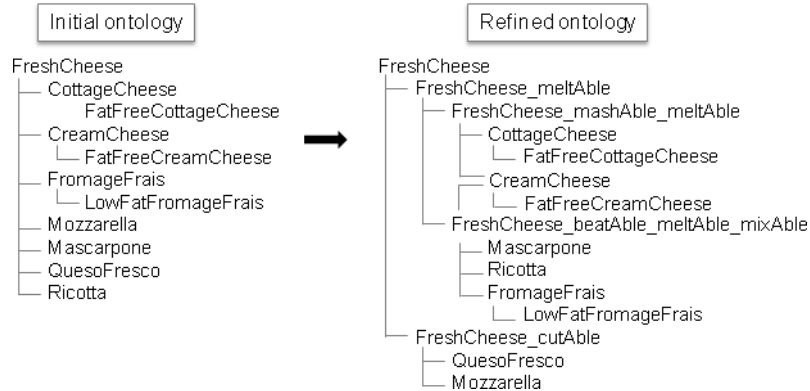 Initial ontology
FreshCheese
CottageCheese
FatFreeCottageCheese
CreamCheese
FatFreeCreamCheese
FromageFrais
LowFatFromageFrais
Mozzarella
Mascarpone
QuesoFresco
Ricotta
Refined ontology
FreshCheese
FreshCheese_meltAble
FreshCheese_mashAble_meltAble
CottageCheese
FatFreeCottageCheese
CreamCheese
FatFreeCreamCheese
FreshCheese_beatAble_meltAble_mixAble
Mascarpone
Ricotta
FromageFrais
LowFatFromageFrais
FreshCheese_cutAble
QuesoFresco
Mozzarella